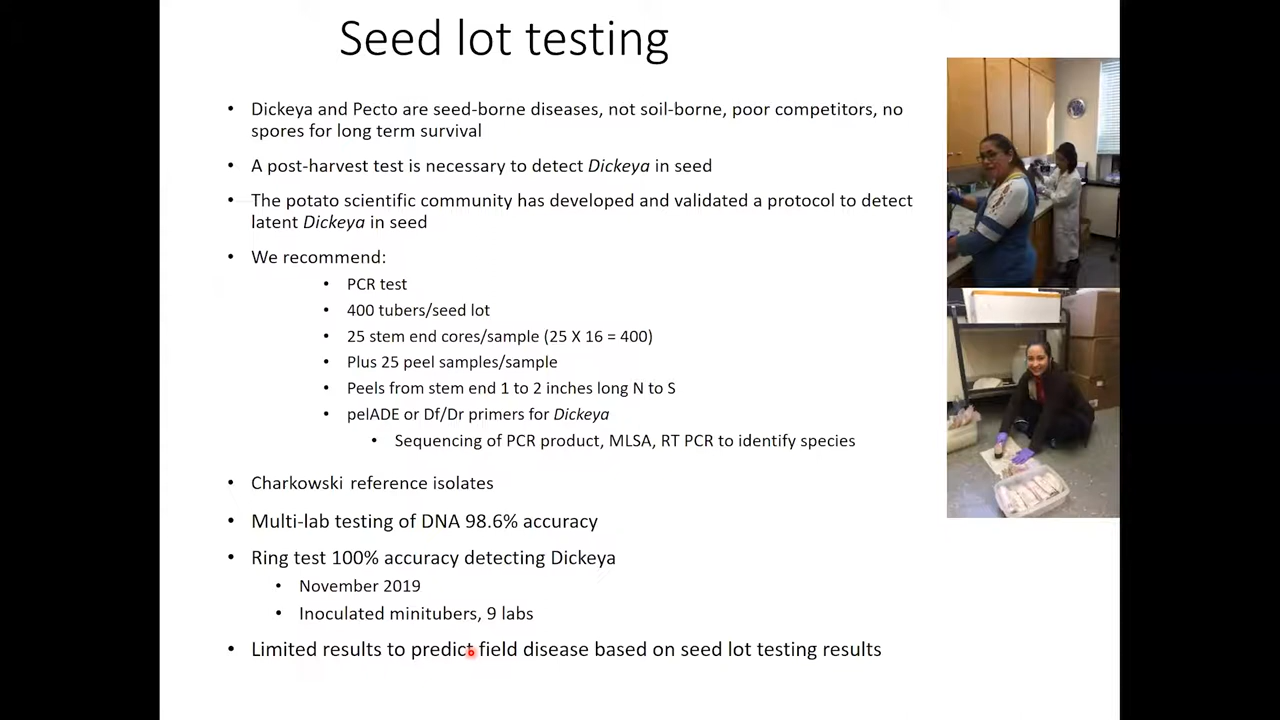 Seed lot testing
• Dickeya and Pecto are seed-borne diseases, not soil-borne, poor competitors, no
spores for long term survival
• A post-harvest test is necessary to detect Dickeya in seed
• The potato scientific community has developed and validated a protocol to detect
latent Dickeya in seed
• We recommend:
• PCR test
• 400 tubers/seed lot
• 25 stem end cores/sample (25 X 16 = 400)
• Plus 25 peel samples/sample
• Peels from stem end 1 to 2 inches long N to S
• pelADE or Df/Dr primers for Dickeya
• Sequencing of PCR product, MLSA, RT PCR to identify species
• Charkowski reference isolates
• Multi-lab testing of DNA 98.6% accuracy
• Ring test 100% accuracy detecting Dickeya
• November 2019
• Inoculated minitubers, 9 labs
• Limited results to predict field disease based on seed lot testing results